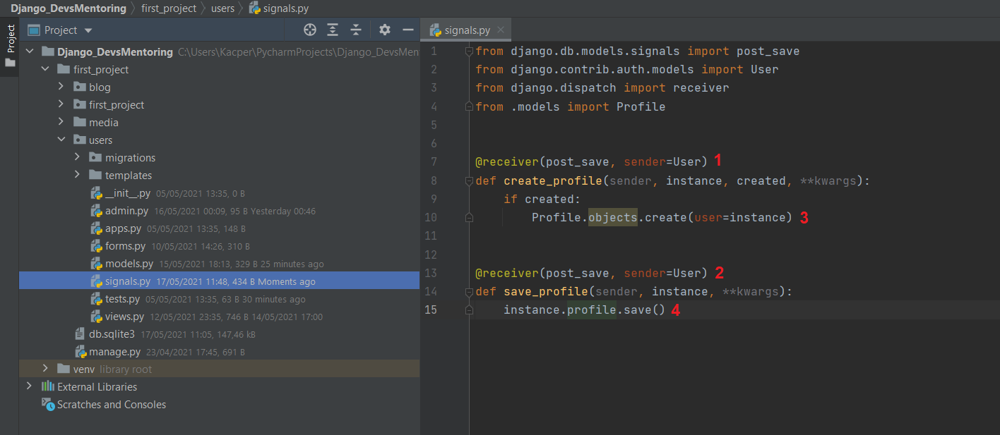 Django_DevsMentoring first_project users signals.py
Project
Project
signals.py
Django_DevsMentoring C:\Users\Kacper\PycharmProjects\Django_DevsMen
first_project
blog
first_project
media
users
migrations
templates
__init__.py 05/05/2021 13:35, 0 B
admin.py 16/05/2021 00:09, 95 B Yesterday 00:46
apps.py 05/05/2021 13:35, 148 B
forms.py 10/05/2021 14:26, 310 B
models.py 15/05/2021 18:13, 329 B 25 minutes ago
signals.py 17/05/2021 11:48, 434 B Moments ago
tests.py 05/05/2021 13:35, 63 B 30 minutes ago
views.py 12/05/2021 23:35, 746 B 14/05/2021 17:00
db.sqlite3 17/05/2021 11:05, 147,46 kB
manage.py 23/04/2021 17:45, 691 B
venv library root
External Libraries
Scratches and Consoles
1 from django.db.models.signals import post_save
2 from django.contrib.auth.models import User
3 from django.dispatch import receiver
4 from .models import Profile
5
6
7 @receiver(post_save, sender=User) 1
8 def create_profile(sender, instance, created, **kwargs):
9 if created:
10 Profile.objects.create(user=instance) 3
11
12
13 @receiver(post_save, sender=User) 2
14 def save_profile(sender, instance, **kwargs):
15 instance.profile.save() 4